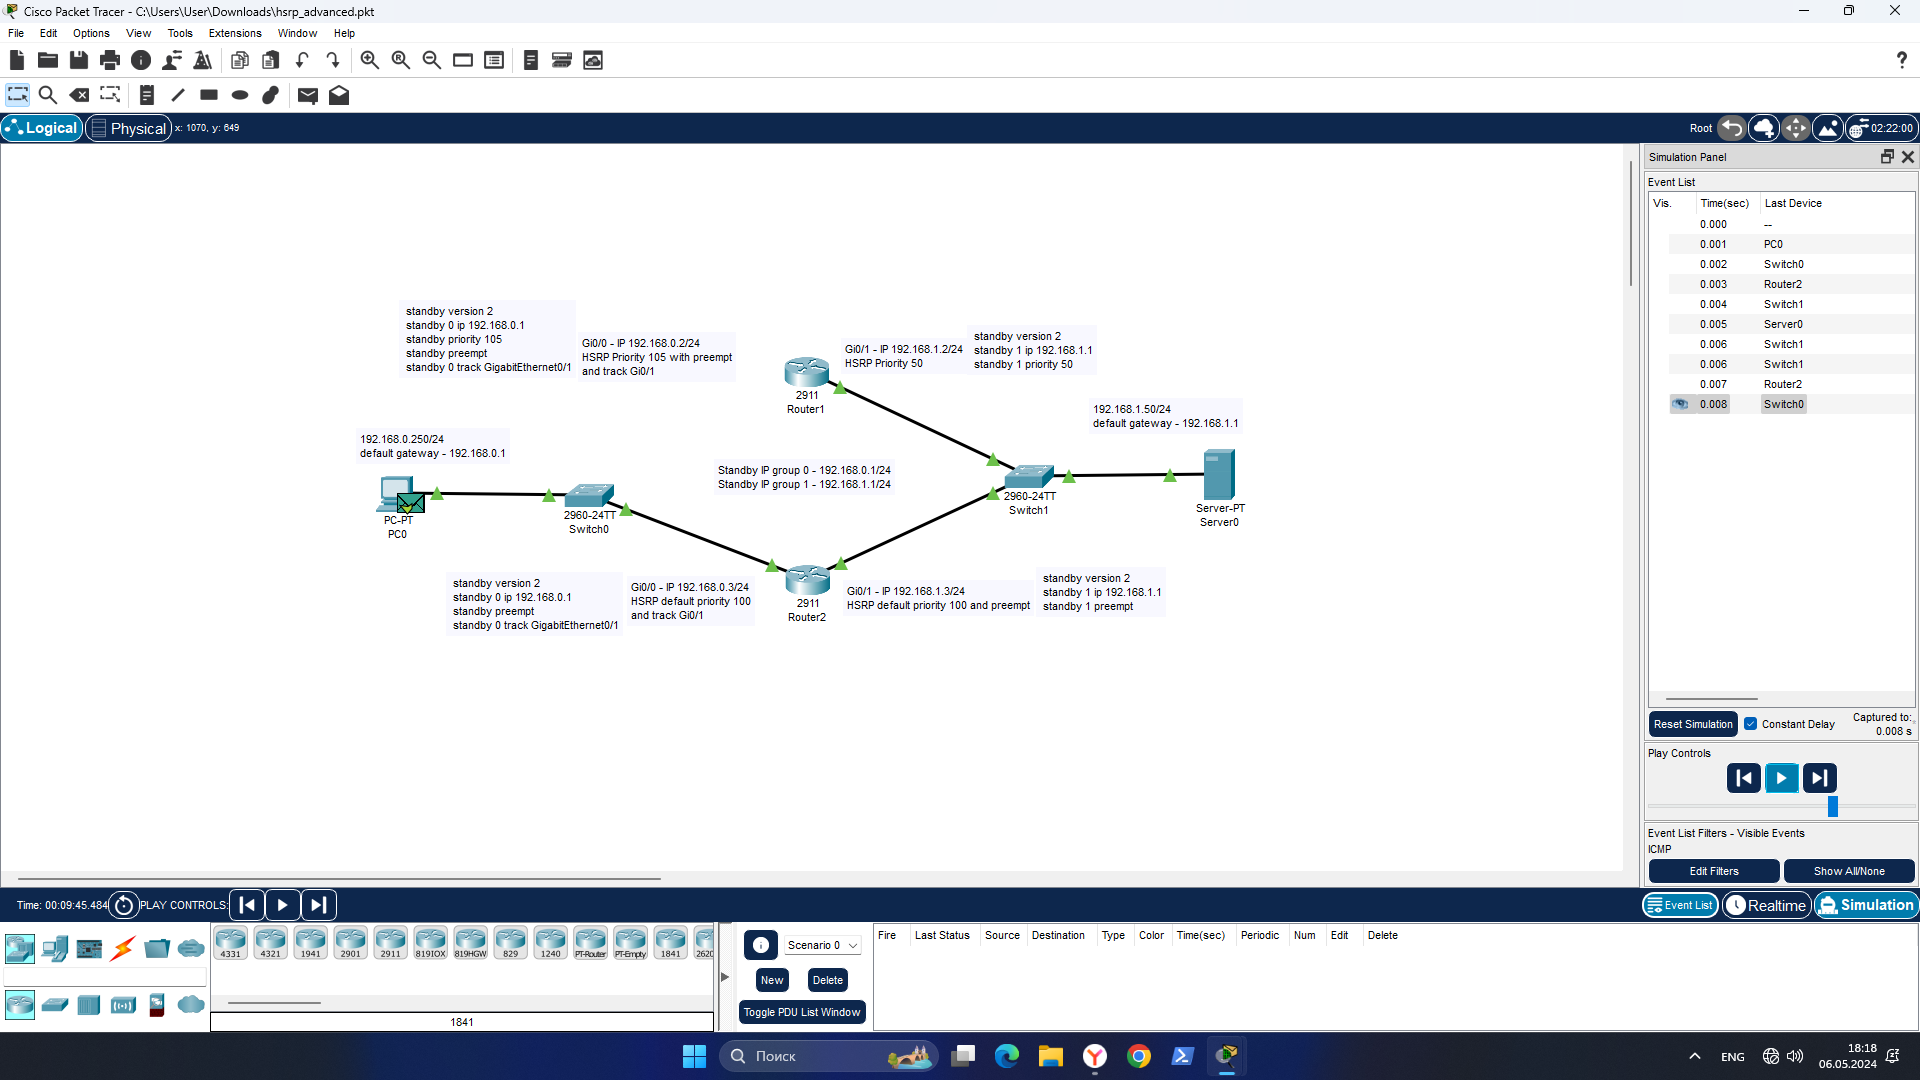 Cisco Packet Tracer - C:\Users\User\Downloads\hsrp_advanced.pkt
File Edit Options View Tools Extensions Window Help
Logical Physical x: 1070, y: 649 Root 02:22:00
Simulation Panel
Event List
Vis. Time(sec) Last Device
0.000 --
0.001 PC0
0.002 Switch0
0.003 Router2
0.004 Switch1
0.005 Server0
0.006 Switch1
0.006 Switch1
0.007 Router2
0.008 Switch0
standby version 2
standby 0 ip 192.168.0.1
standby priority 105
standby preempt
standby 0 track GigabitEthernet0/1
Gi0/0 - IP 192.168.0.2/24
HSRP Priority 105 with preempt
and track Gi0/1
2911
Router1
Gi0/1 - IP 192.168.1.2/24
HSRP Priority 50
standby version 2
standby 1 ip 192.168.1.1
standby 1 priority 50
192.168.1.50/24
default gateway - 192.168.1.1
192.168.0.250/24
default gateway - 192.168.0.1
Standby IP group 0 - 192.168.0.1/24
Standby IP group 1 - 192.168.1.1/24
PC-PT
PC0
2960-24TT
Switch0
2960-24TT
Switch1
Server-PT
Server0
standby version 2
standby 0 ip 192.168.0.1
standby preempt
standby 0 track GigabitEthernet0/1
Gi0/0 - IP 192.168.0.3/24
HSRP default priority 100
and track Gi0/1
2911
Router2
Gi0/1 - IP 192.168.1.3/24
HSRP default priority 100 and preempt
standby version 2
standby 1 ip 192.168.1.1
standby 1 preempt
Reset Simulation Constant Delay Captured to:
0.008 s
Play Controls
Event List Filters - Visible Events
ICMP
Edit Filters Show All/None
Time: 00:09:45.484 PLAY CONTROLS: Event List Realtime Simulation
4331 4321 1941 2901 2911 819IOX 819HGW 829 1240 PT-Router PT-Empty 1841 2620
1841
Scenario 0
New Delete
Toggle PDU List Window
Fire Last Status Source Destination Type Color Time(sec) Periodic Num Edit Delete
Поиск
ENG
18:18
06.05.2024